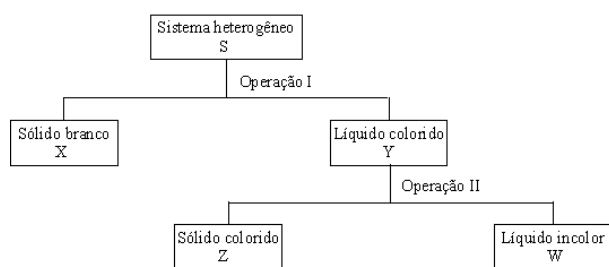 Sistema heterogêneo
S
Operação I
Sólido branco
X
Líquido colorido
Y
Operação II
Sólido colorido
Z
Líquido incolor
W